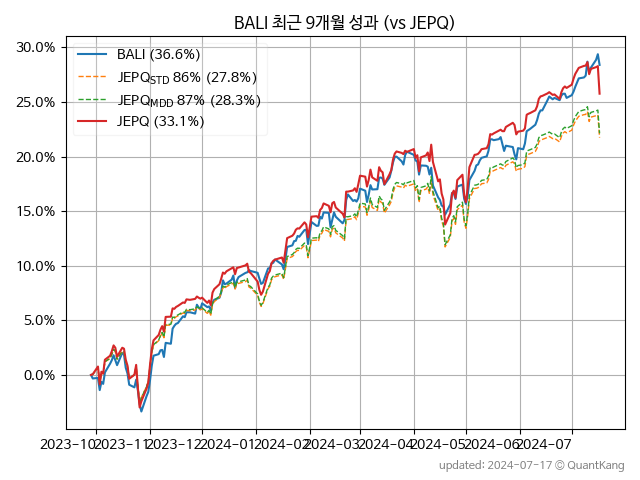 BALI 최근 9개월 성과 (vs JEPQ)
30.0%
25.0%
20.0%
15.0%
10.0%
5.0%
0.0%
BALI (36.6%)
JEPQSTD 86% (27.8%)
JEPQMDD 87% (28.3%)
JEPQ (33.1%)
2023-10 2023-11 2023-12 2024-01 2024-02 2024-03 2024-04 2024-05 2024-06 2024-07
updated: 2024-07-17 © QuantKang